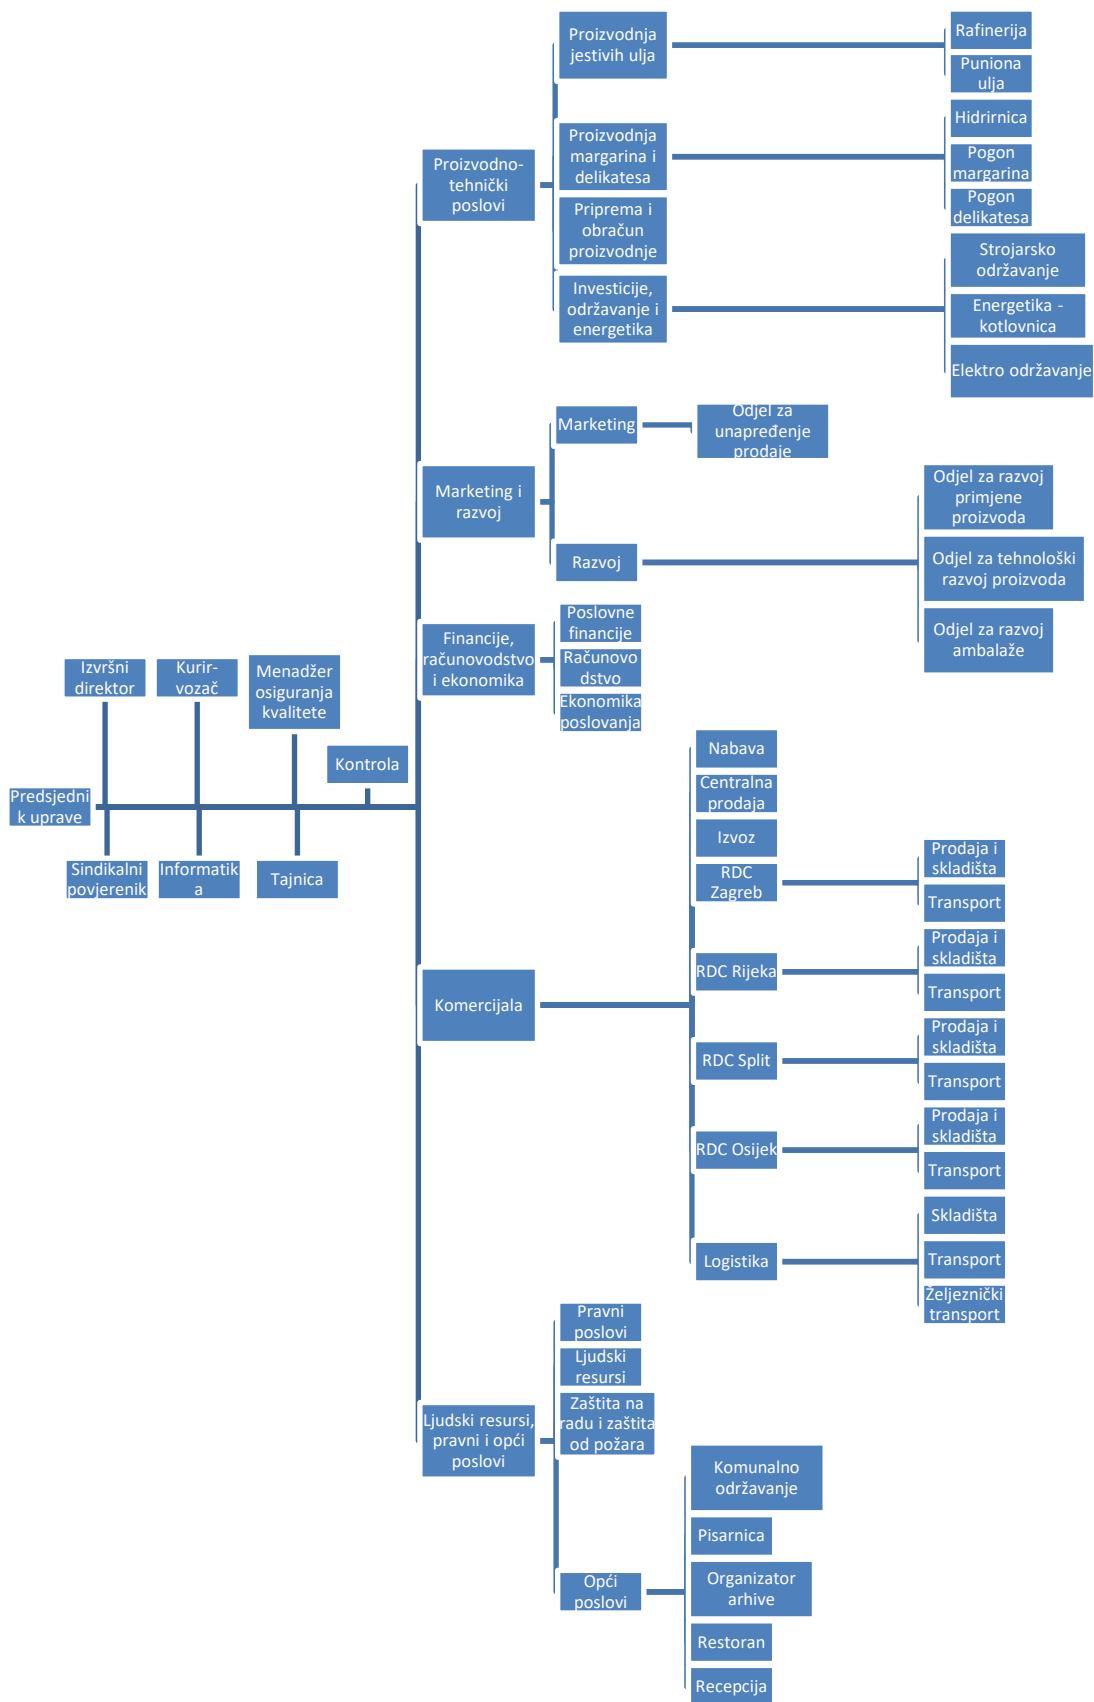 Proizvodnja
jestivih ulja
Rafinerija
Puniona
ulja
Proizvodno-
tehnički
poslovi
Proizvodnja
margarina i
delikatesa
Hidrirnica
Pogon
margarina
Pogon
delikatesa
Priprema i
obračun
proizvodnje
Investicije,
održavanje i
energetika
Strojarsko
održavanje
Energetika -
kotlovnica
Elektro održavanje
Marketing i
razvoj
Marketing
Odjel za
unapređenje
prodaje
Razvoj
Odjel za razvoj
primjene
proizvoda
Odjel za tehnološki
razvoj proizvoda
Odjel za razvoj
ambalaže
Financije,
računovodstvo
i ekonomika
Poslovne
financije
Računovo
dstvo
Ekonomika
poslovanja
Izvršni
direktor
Kurir-
vozač
Menadžer
osiguranja
kvalitete
Kontrola
Predsjedni
k uprave
Sindikalni
povjerenik
Informatik
a
Tajnica
Komercijala
Nabava
Centralna
prodaja
Izvoz
RDC
Zagreb
Prodaja i
skladišta
Transport
RDC Rijeka
Prodaja i
skladišta
Transport
RDC Split
Prodaja i
skladišta
Transport
RDC Osijek
Prodaja i
skladišta
Transport
Logistika
Skladišta
Transport
Željeznički
transport
Ljudski resursi,
pravni i opći
poslovi
Pravni
poslovi
Ljudski
resursi
Zaštita na
radu i zaštita
od požara
Opći
poslovi
Komunalno
održavanje
Pisarnica
Organizator
arhive
Restoran
Recepcija